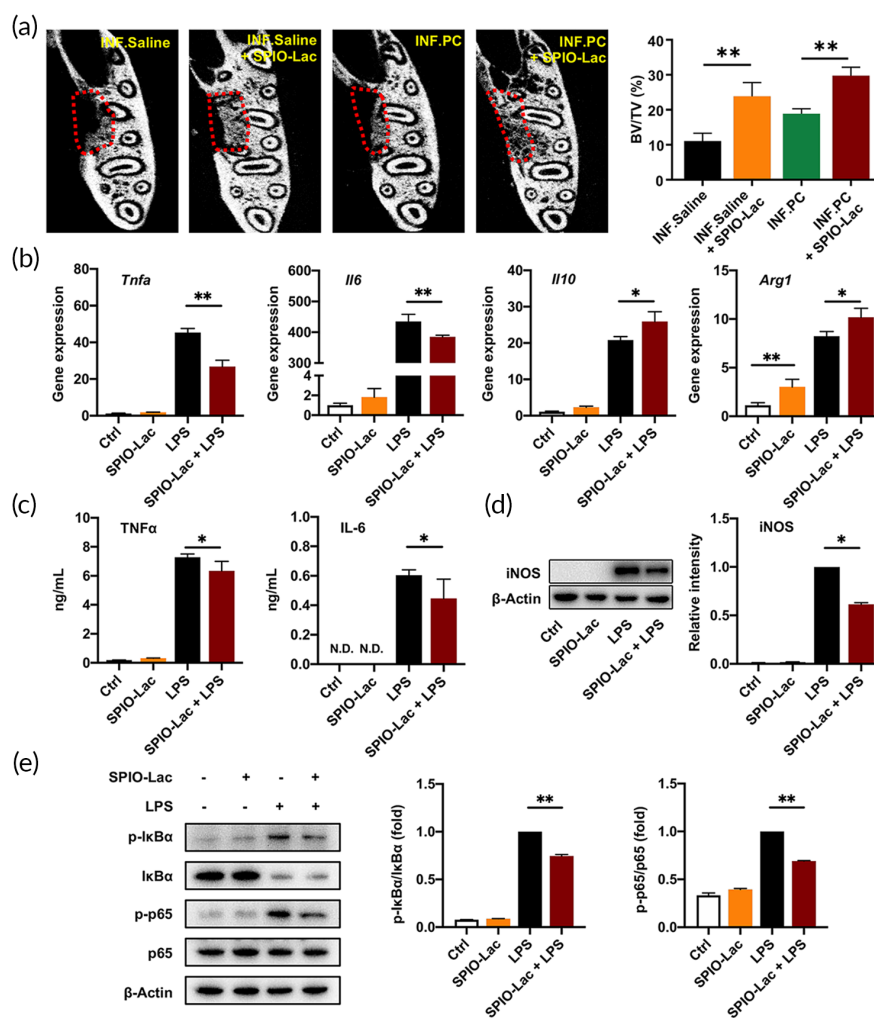 (a)
INF.Saline
INF.Saline
+ SPIO-Lac
INF.PC
INF.PC
+ SPIO-Lac
BV/TV (%)
40
30
20
10
0
**
**
INF.Saline
INF.Saline
+ SPIO-Lac
INF.PC
INF.PC
+ SPIO-Lac
(b)
Tnfa
Gene expression
80
60
40
20
0
**
Ctrl
SPIO-Lac
LPS
SPIO-Lac + LPS
Il6
Gene expression
600
500
400
300
4
2
0
**
Ctrl
SPIO-Lac
LPS
SPIO-Lac + LPS
Il10
Gene expression
40
30
20
10
0
*
Ctrl
SPIO-Lac
LPS
SPIO-Lac + LPS
Arg1
Gene expression
15
10
5
0
**
*
Ctrl
SPIO-Lac
LPS
SPIO-Lac + LPS
(c)
TNFα
ng/mL
10
8
6
4
2
0
*
Ctrl
SPIO-Lac
LPS
SPIO-Lac + LPS
IL-6
ng/mL
1.0
0.8
0.6
0.4
0.2
0.0
N.D. N.D.
*
Ctrl
SPIO-Lac
LPS
SPIO-Lac + LPS
(d)
iNOS
β-Actin
Ctrl
SPIO-Lac
LPS
SPIO-Lac + LPS
iNOS
Relative intensity
1.5
1.0
0.5
0.0
*
Ctrl
SPIO-Lac
LPS
SPIO-Lac + LPS
(e)
SPIO-Lac - + - +
LPS - - + +
p-IκBα
IκBα
p-p65
p65
β-Actin
p-IκBα/IκBα (fold)
1.5
1.0
0.5
0.0
**
Ctrl
SPIO-Lac
LPS
SPIO-Lac + LPS
p-p65/p65 (fold)
1.5
1.0
0.5
0.0
**
Ctrl
SPIO-Lac
LPS
SPIO-Lac + LPS